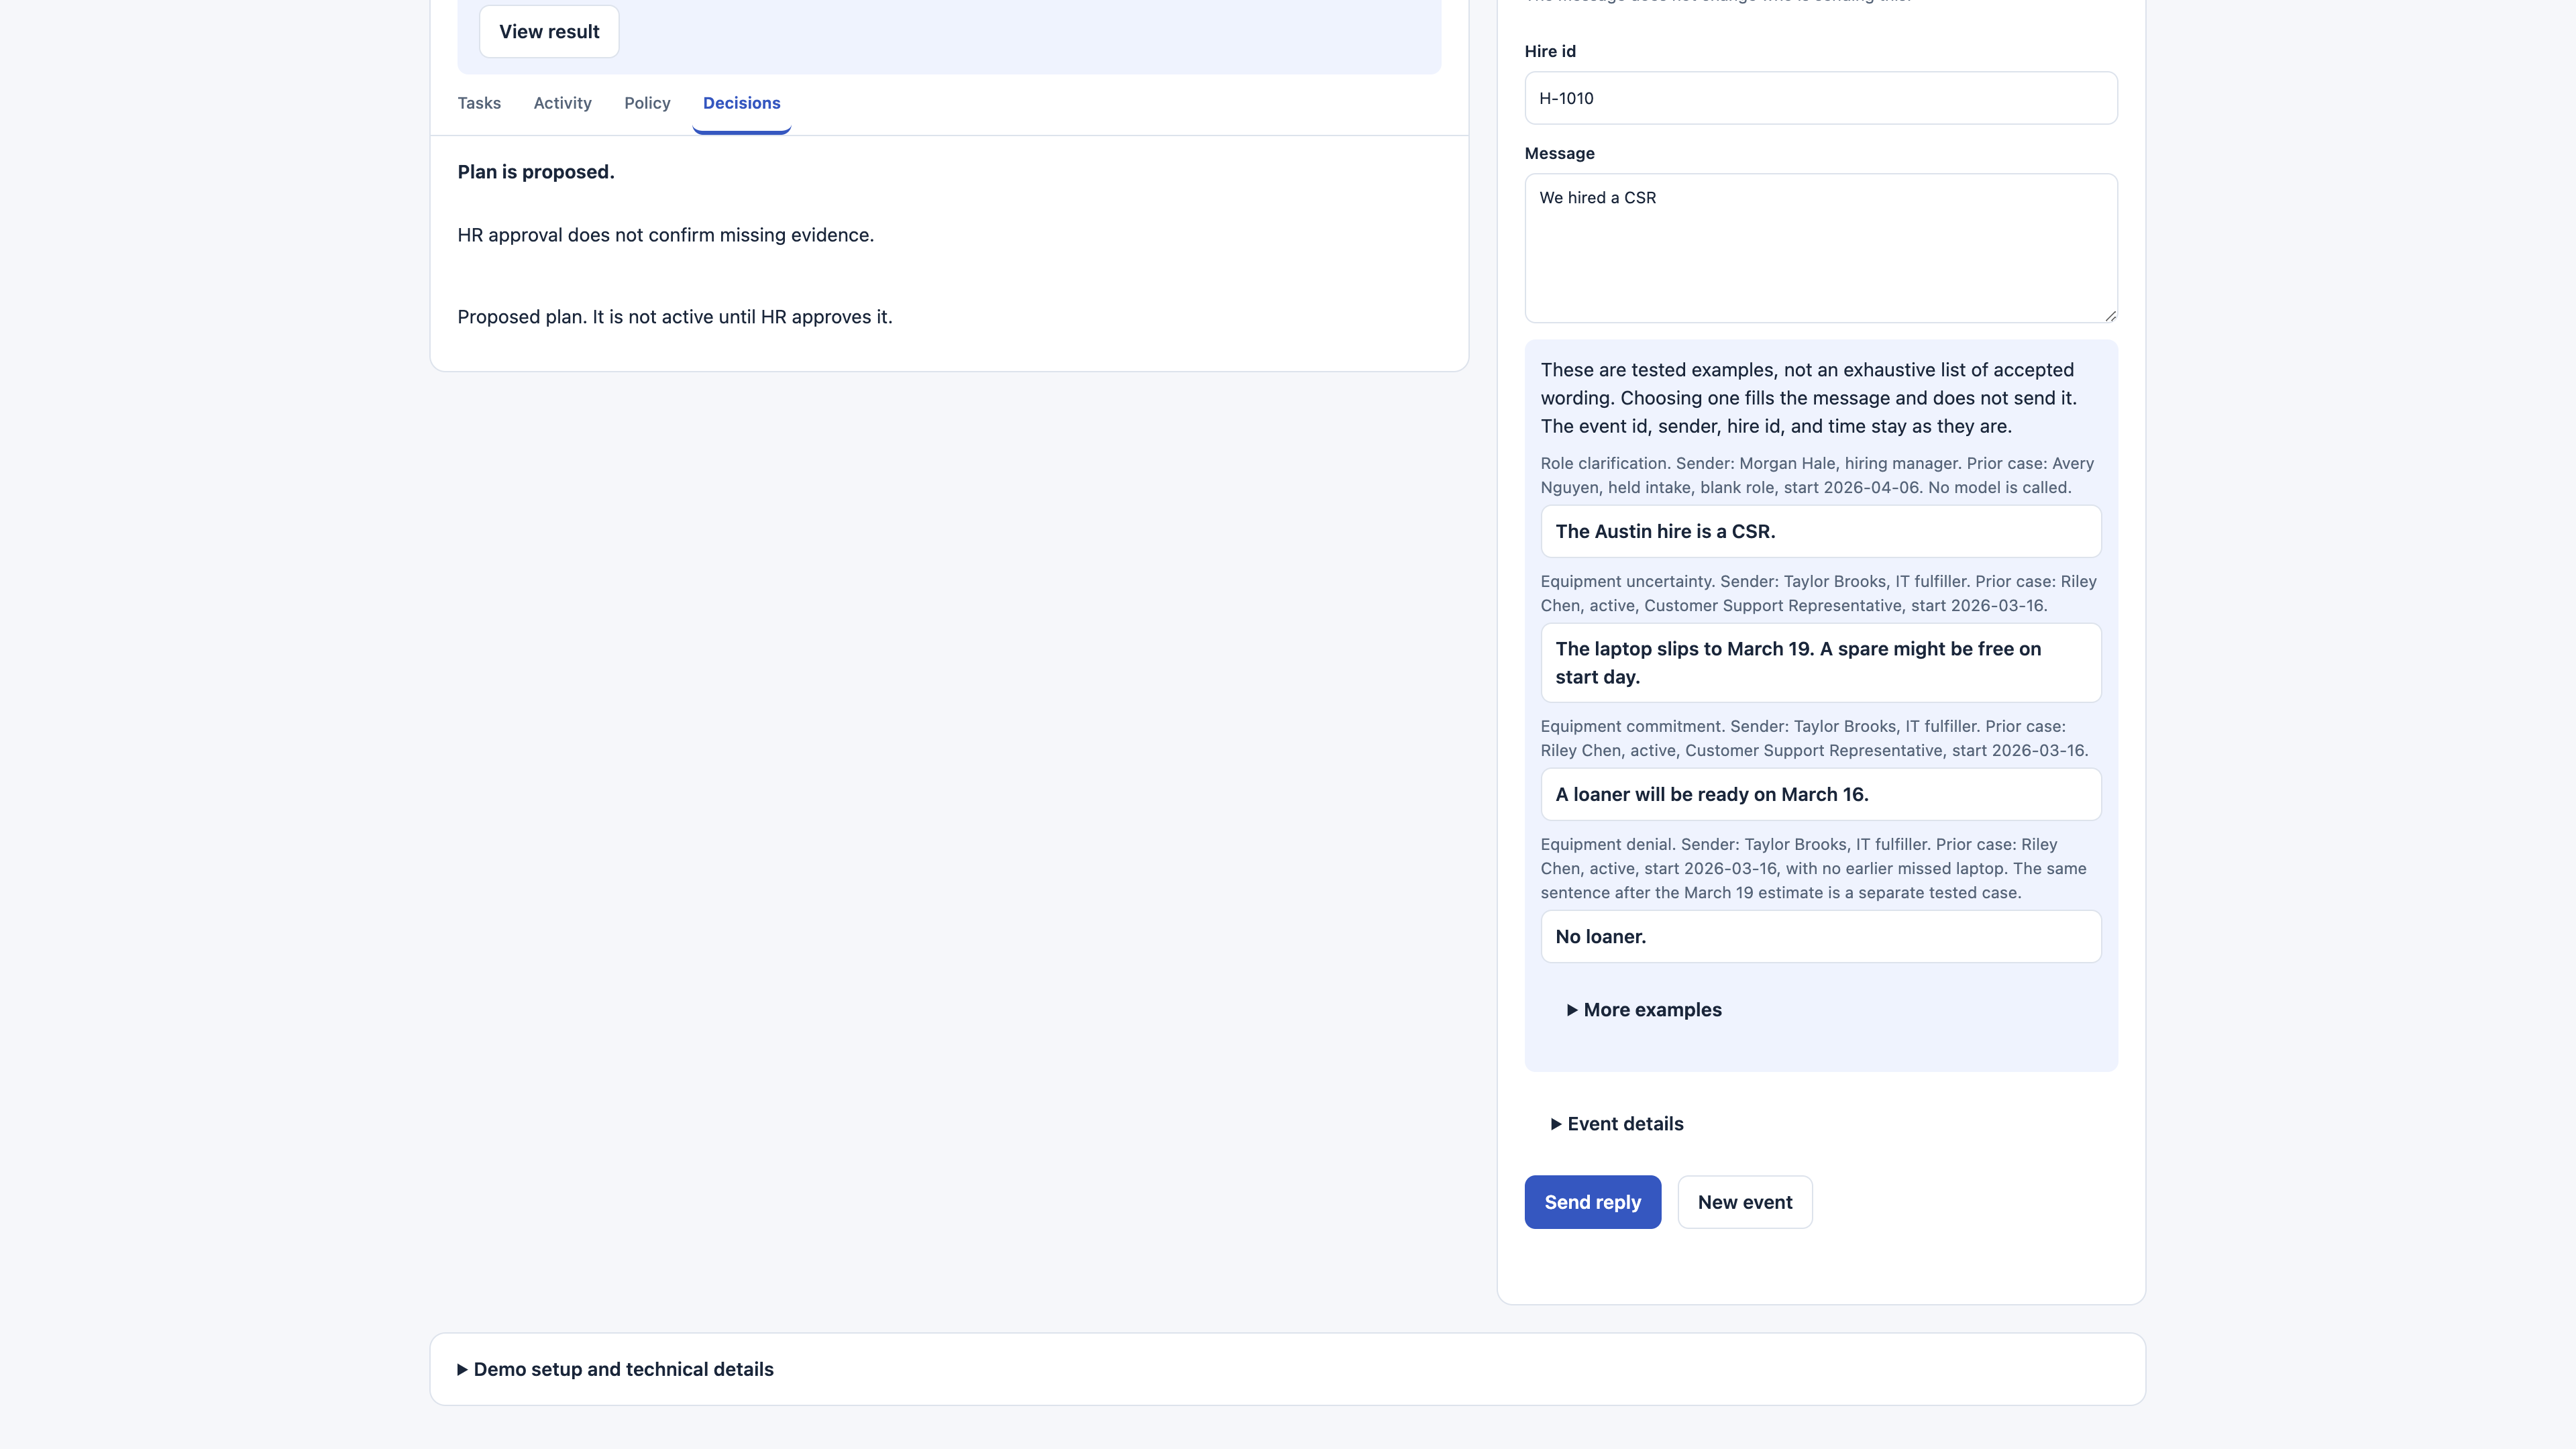 View result
Tasks Activity Policy Decisions
Plan is proposed.
HR approval does not confirm missing evidence.
Proposed plan. It is not active until HR approves it.
Hire id
H-1010
Message
We hired a CSR
These are tested examples, not an exhaustive list of accepted
wording. Choosing one fills the message and does not send it.
The event id, sender, hire id, and time stay as they are.
Role clarification. Sender: Morgan Hale, hiring manager. Prior case: Avery
Nguyen, held intake, blank role, start 2026-04-06. No model is called.
The Austin hire is a CSR.
Equipment uncertainty. Sender: Taylor Brooks, IT fulfiller. Prior case: Riley
Chen, active, Customer Support Representative, start 2026-03-16.
The laptop slips to March 19. A spare might be free on
start day.
Equipment commitment. Sender: Taylor Brooks, IT fulfiller. Prior case:
Riley Chen, active, Customer Support Representative, start 2026-03-16.
A loaner will be ready on March 16.
Equipment denial. Sender: Taylor Brooks, IT fulfiller. Prior case: Riley
Chen, active, start 2026-03-16, with no earlier missed laptop. The same
sentence after the March 19 estimate is a separate tested case.
No loaner.
More examples
Event details
Send reply New event
Demo setup and technical details